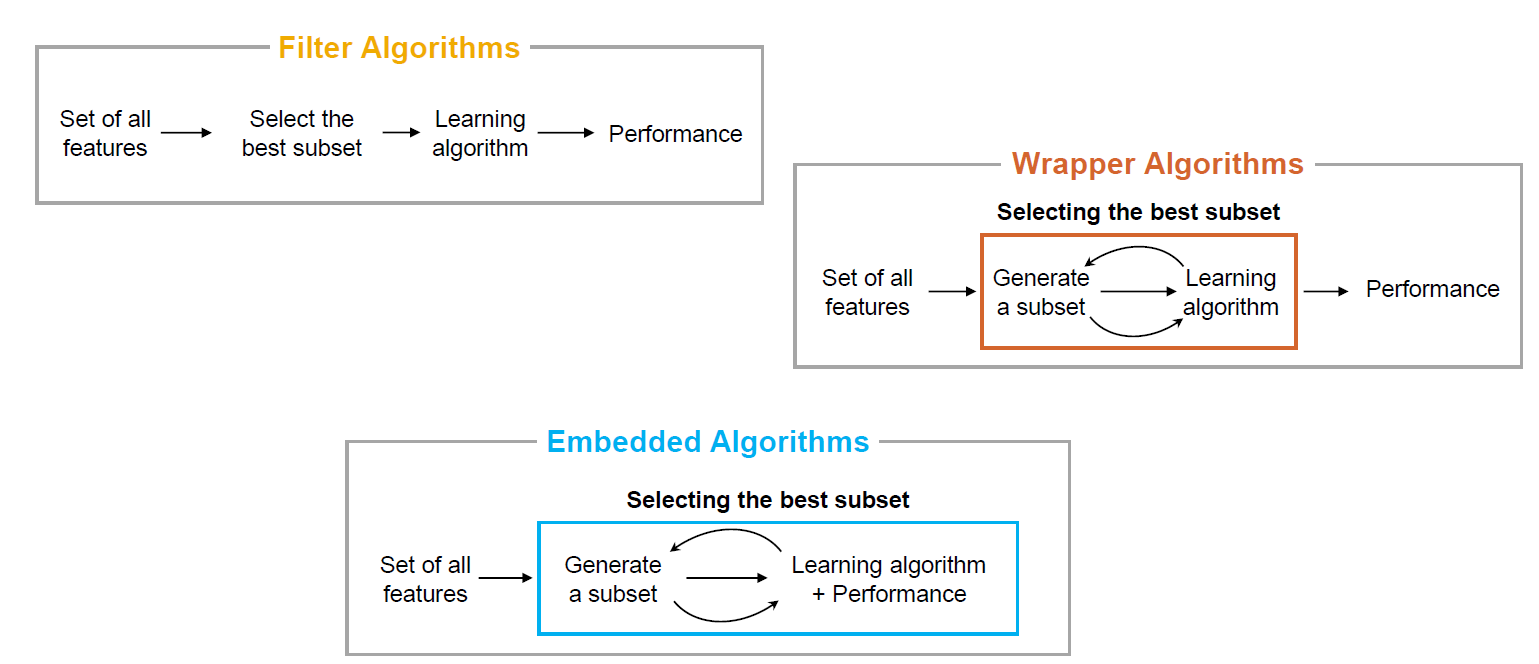 Filter Algorithms
Set of all
features
Select the
best subset
Learning
algorithm
Performance
Wrapper Algorithms
Selecting the best subset
Set of all
features
Generate
a subset
Learning
algorithm
Performance
Embedded Algorithms
Selecting the best subset
Set of all
features
Generate
a subset
Learning algorithm
+ Performance